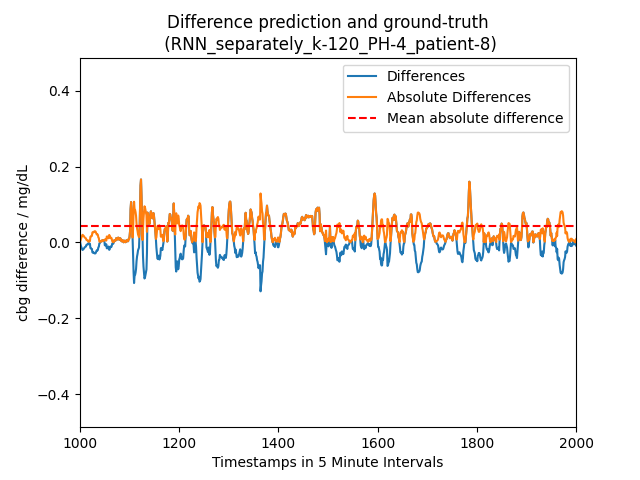 Difference prediction and ground-truth
(RNN_separately_k-120_PH-4_patient-8)
Differences
Absolute Differences
Mean absolute difference
cbg difference / mg/dL
0.4
0.2
0.0
−0.2
−0.4
1000
1200
1400
1600
1800
2000
Timestamps in 5 Minute Intervals